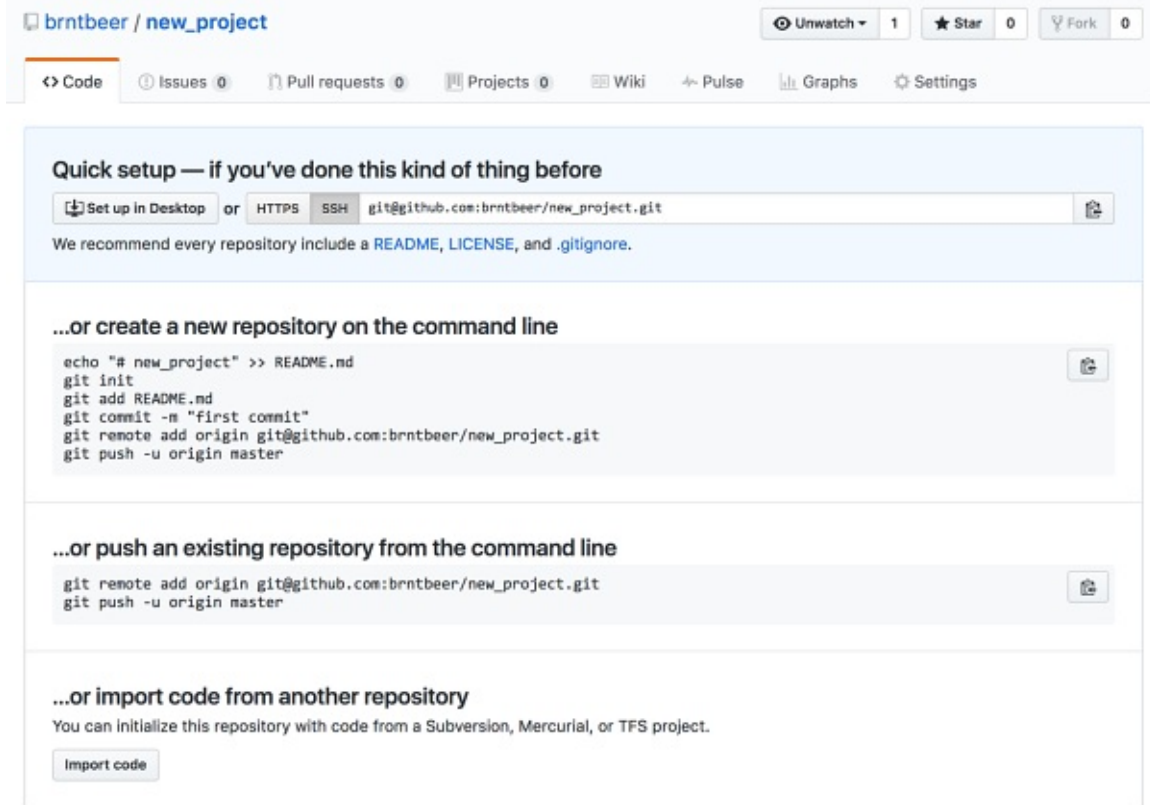 brntbeer / new_project
Unwatch 1 Star 0 Fork 0
<> Code Issues 0 Pull requests 0 Projects 0 Wiki Pulse Graphs Settings
Quick setup — if you've done this kind of thing before
Set up in Desktop or HTTPS SSH git@github.com:brntbeer/new_project.git
We recommend every repository include a README, LICENSE, and .gitignore.
...or create a new repository on the command line
echo "# new_project" >> README.md
git init
git add README.md
git commit -m "first commit"
git remote add origin git@github.com:brntbeer/new_project.git
git push -u origin master
...or push an existing repository from the command line
git remote add origin git@github.com:brntbeer/new_project.git
git push -u origin master
...or import code from another repository
You can initialize this repository with code from a Subversion, Mercurial, or TFS project.
Import code